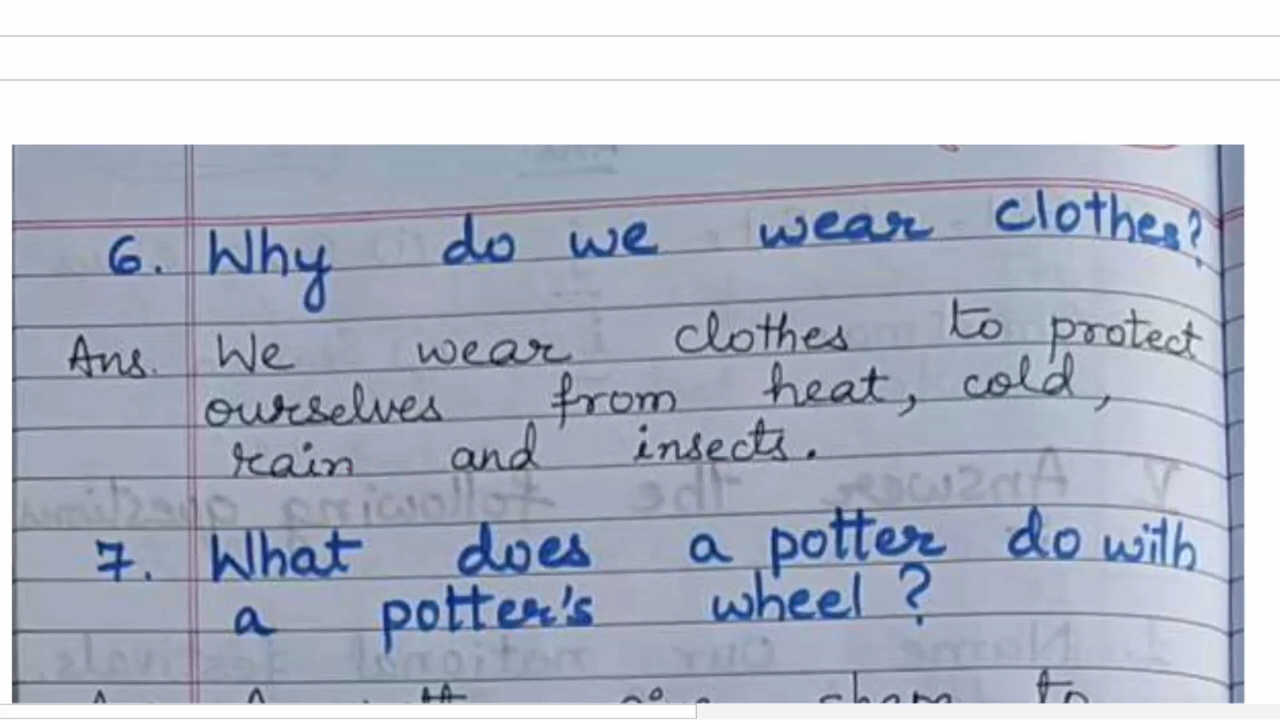 6. Why do we wear clothes?
Ans. We wear clothes to protect
ourselves from heat, cold,
rain and insects.
7. What does a potter do with
a potter's wheel?